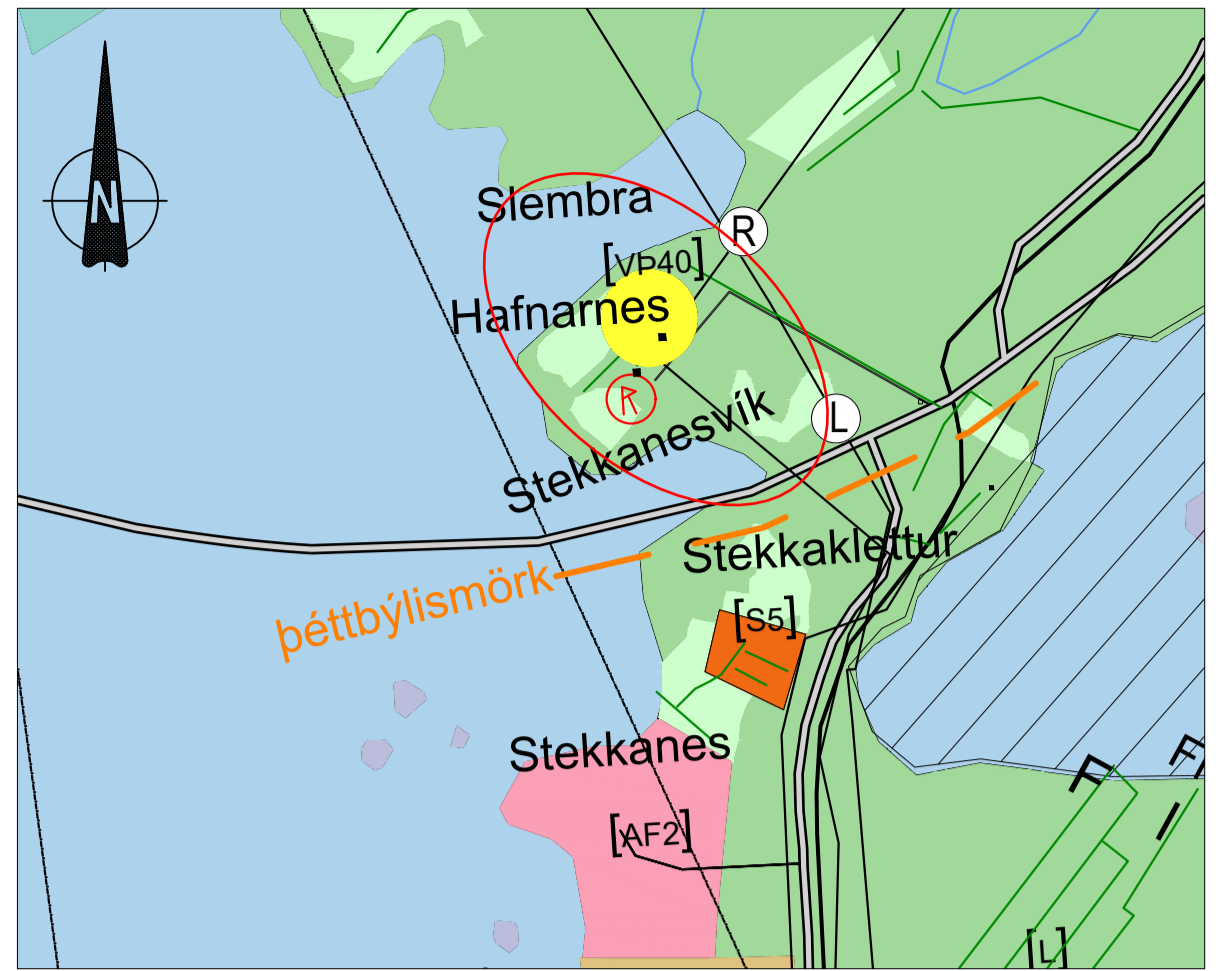 N
Slembra
R
[VP40]
Hafnarnes
R
L
Stekkanesvík
Stekkaklettur
þéttbýlismörk
[S5]
Stekkanes
F
F
[AF2]
[L]